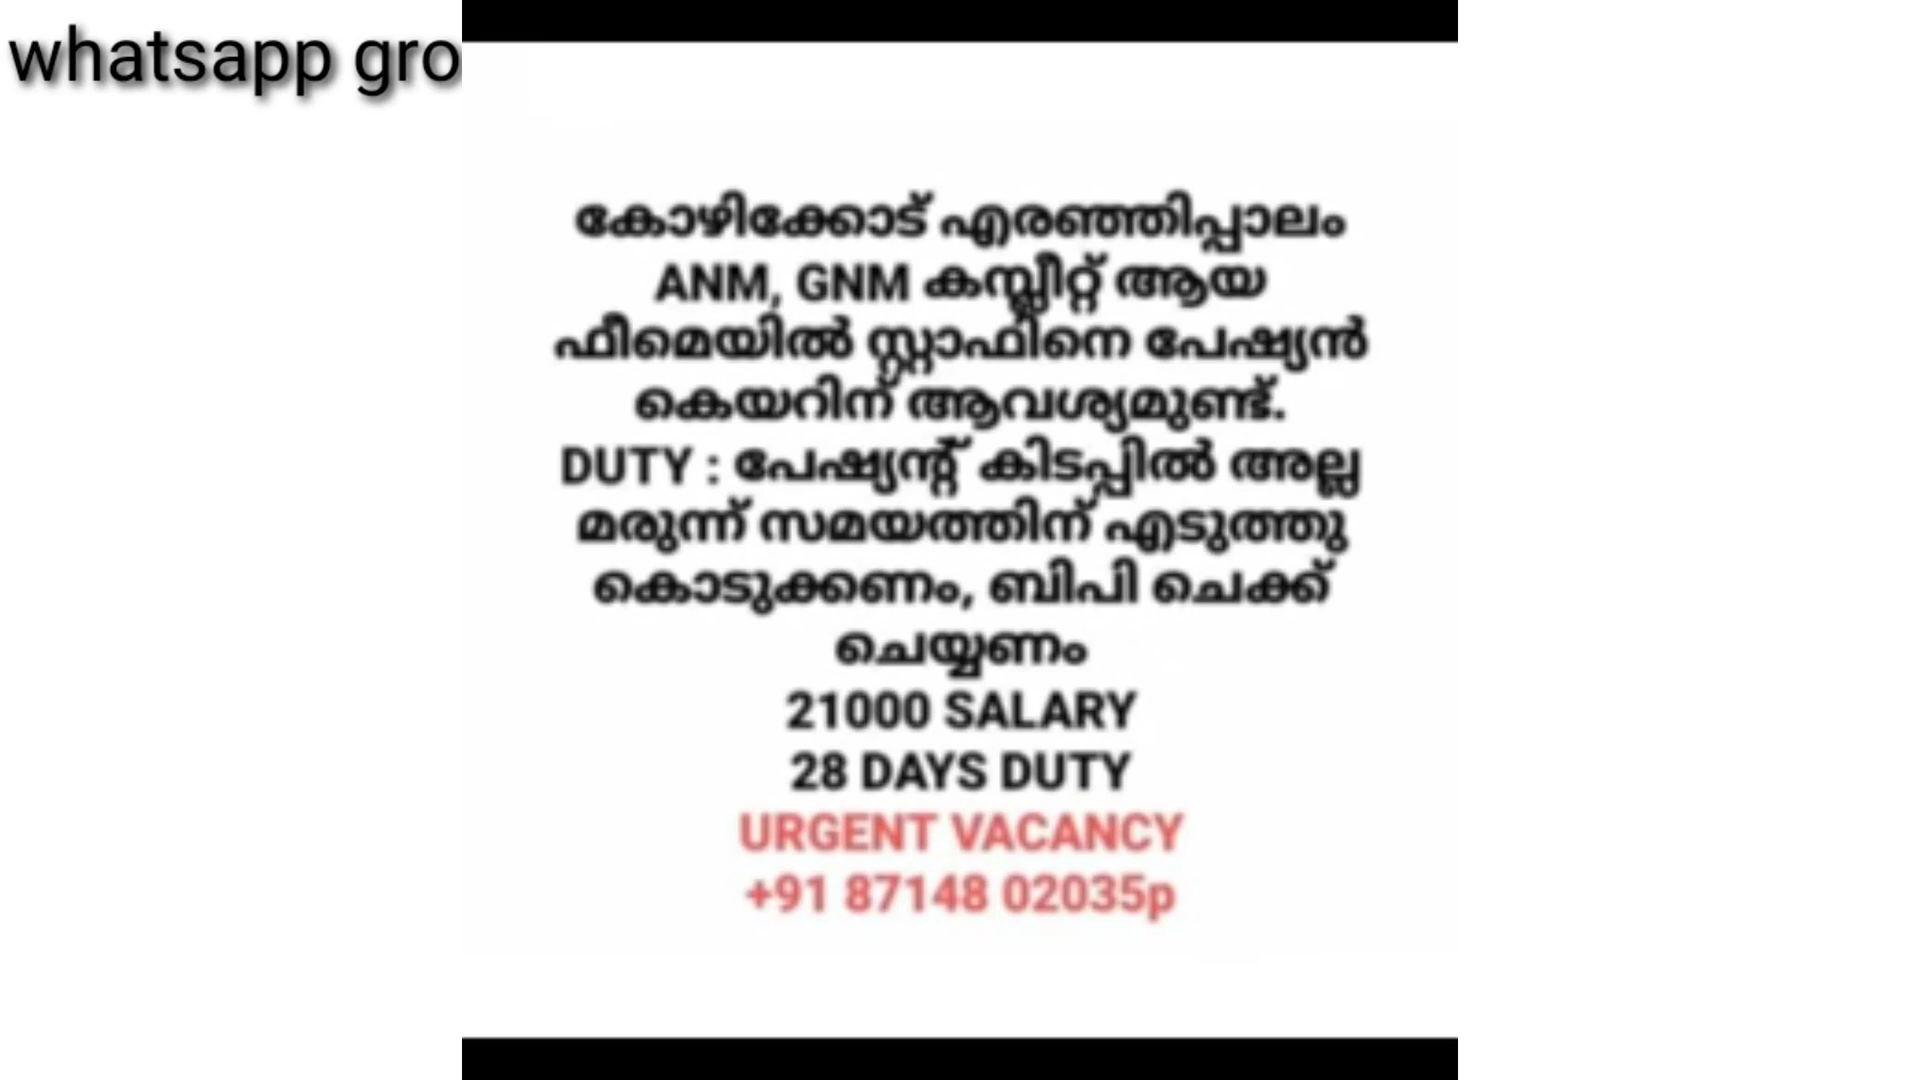 whatsapp gro
കോഴിക്കോട് എരഞ്ഞിപ്പാലം
ANM, GNM കമ്പ്ലീറ്റ് ആയ
ഫീമെയിൽ സ്റ്റാഫിനെ പേഷ്യൻ
കെയറിന് ആവശ്യമുണ്ട്.
DUTY : പേഷ്യന്റ് കിടപ്പിൽ അല്ല
മരുന്ന് സമയത്തിന് എടുത്തു
കൊടുക്കണം, ബിപി ചെക്ക്
ചെയ്യണം
21000 SALARY
28 DAYS DUTY
URGENT VACANCY
+91 87148 02035p